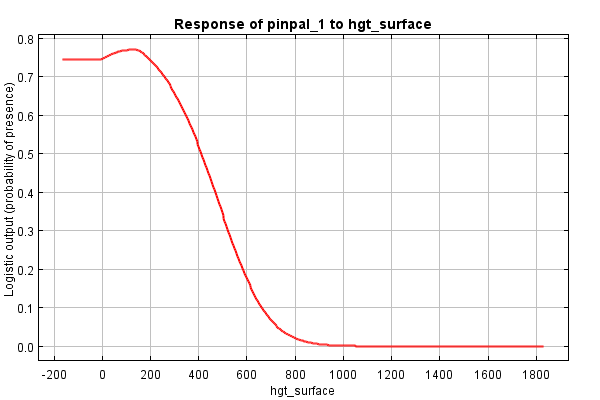 Response of pinpal_1 to hgt_surface
Logistic output (probability of presence)
0.8
0.7
0.6
0.5
0.4
0.3
0.2
0.1
0.0
-200 0 200 400 600 800 1000 1200 1400 1600 1800
hgt_surface